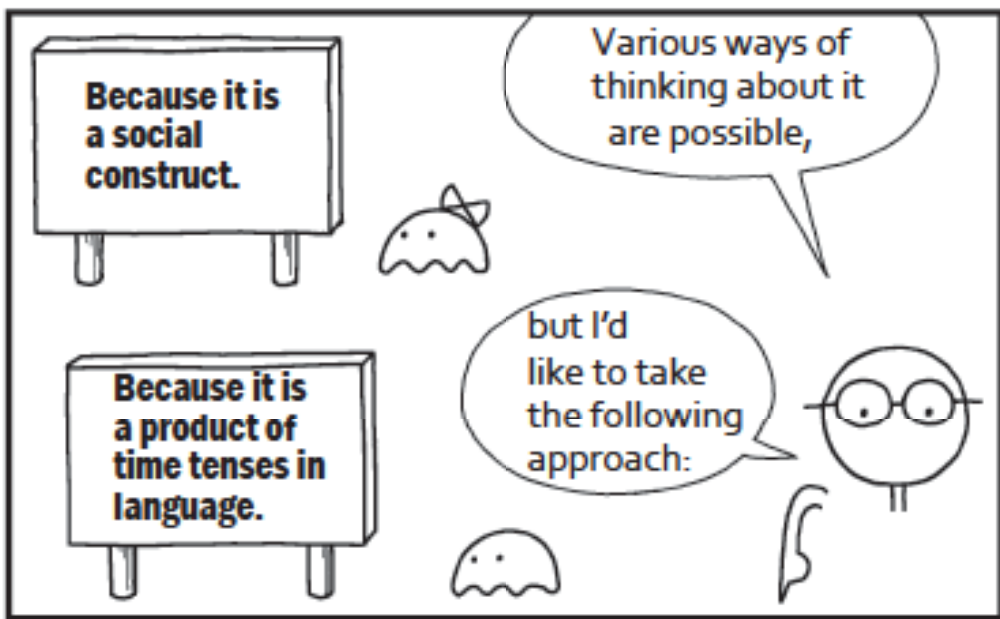 Because it is
a social
construct.
Various ways of
thinking about it
are possible,
but I'd
like to take
the following
approach:
Because it is
a product of
time tenses in
language.